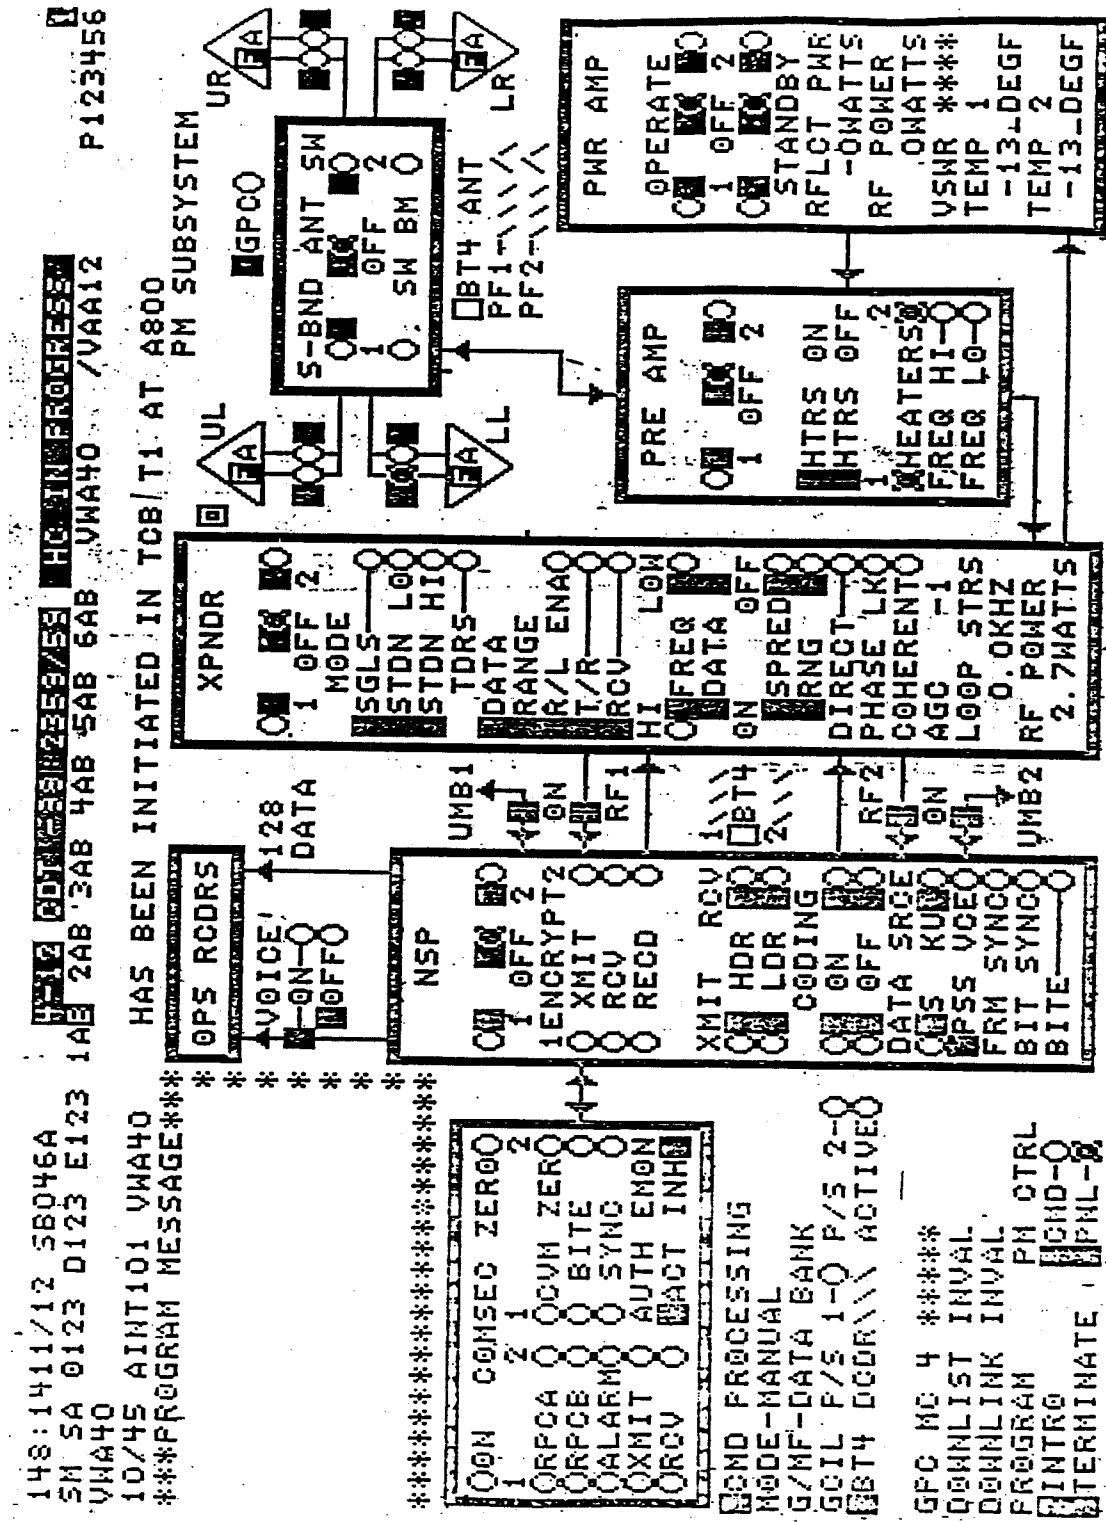 148:1411/12 SB046A
SM SA 0123 D123 E123 1AB 2AB 3AB 4AB 5AB 6AB VWA40 /VAA12 P123456
VWA40
10/45 AINT101 VWA40 HAS BEEN INITIATED IN TCB/T1 AT A800
***PROGRAM MESSAGE***
PM SUBSYSTEM
OPS RCDRS
VOICE
ON
OFF
128
DATA
ON COMSEC ZERO
1 2 1 2
RPCA CVM ZER
RPCB BITE
ALARM SYNC
XMIT AUTH EMON
RCV ACT INH
NSP
1 OFF 2
1ENCRYPT2
XMIT
RCV
RECD
XMIT RCV
HDR
LDR
CODING
ON
OFF
DATA SRCE
S KU
PSS VCE
FRM SYNC
BIT SYNC
BITE
UMB1
ON
RF1
1\\\
BT4
2\\\
RF2
ON
UMB2
XPNDR
1 OFF 2
MODE
SGLS
STDN LO
STDN HI
TDRS
DATA
RANGE
R/L ENA
T/R
RCV
HI LOW
FREQ
DATA
ON OFF
SPRED
RNG
DIRECT
PHASE LK
COHERENT
AGC -1
LOOP STRS
0.0KHZ
RF POWER
2.7WATTS
UL
A
LL
A
UR
A
LR
A
GPC
S-BND ANT SW
OFF
1 2
SW BM
BT4 ANT
PF1-\\\/\
PF2-\\\/\
PRE AMP
1 OFF 2
HTRS ON
HTRS OFF
1 2
HEATERS
FREQ HI
FREQ LO
PWR AMP
OPERATE
1 OFF 2
STANDBY
RFLCT PWR
-0WATTS
RF POWER
0WATTS
VSWR ****
TEMP 1
-13_DEGF
TEMP 2
-13_DEGF
CMD PROCESSING
MODE-MANUAL
G/MF-DATA BANK
GCIL P/S 1-O P/S 2-O
BT4 DCDR\\\ ACTIVE
GPC MC 4 ****
DOWNLIST INVAL
DOWNLINK INVAL
PROGRAM PM CTRL
INTRO CMD-O
TERMINATE PNL-